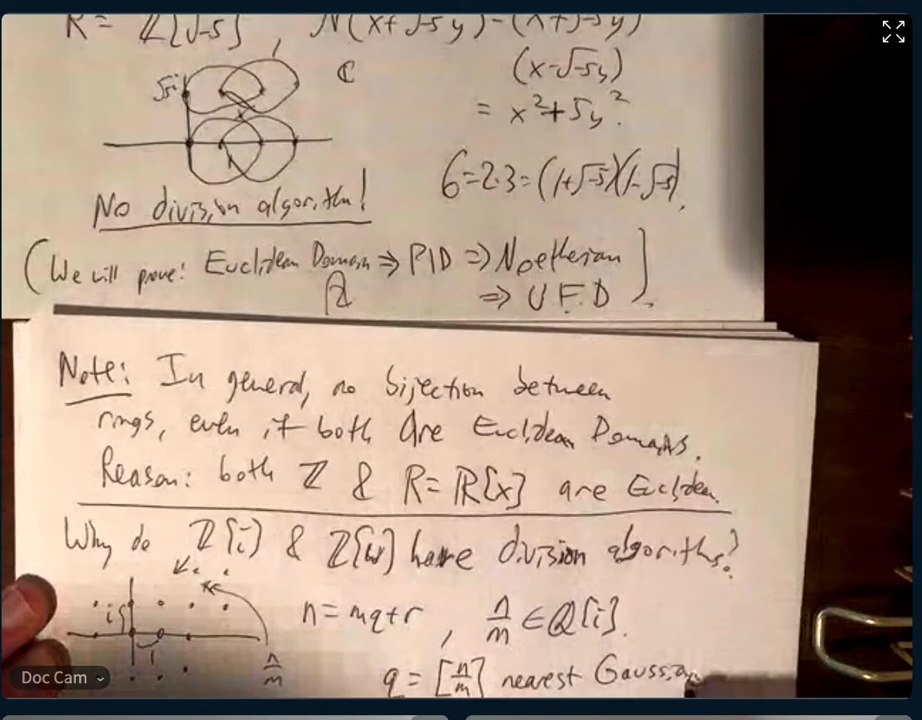 R = Z[√-5], N(x+√-5y) = (x+√-5y)
(x-√-5y)
= x²+5y².
√5i
ℂ
6=2·3=(1+√-5)(1-√-5).
No division algorithm!
(We will prove: Euclidean Domain ⇒ PID ⇒ Noetherian
⇒ UFD).
Note: In general, no bijection between
rings, even if both are Euclidean Domains.
Reason: both ℤ & R = ℝ[x] are Euclidean.
Why do ℤ[i] & ℤ[ω] have division algorithms?
i
1
n = mq+r, n/m ∈ ℚ[i].
n/m
q = [n/m] nearest Gaussian
Doc Cam